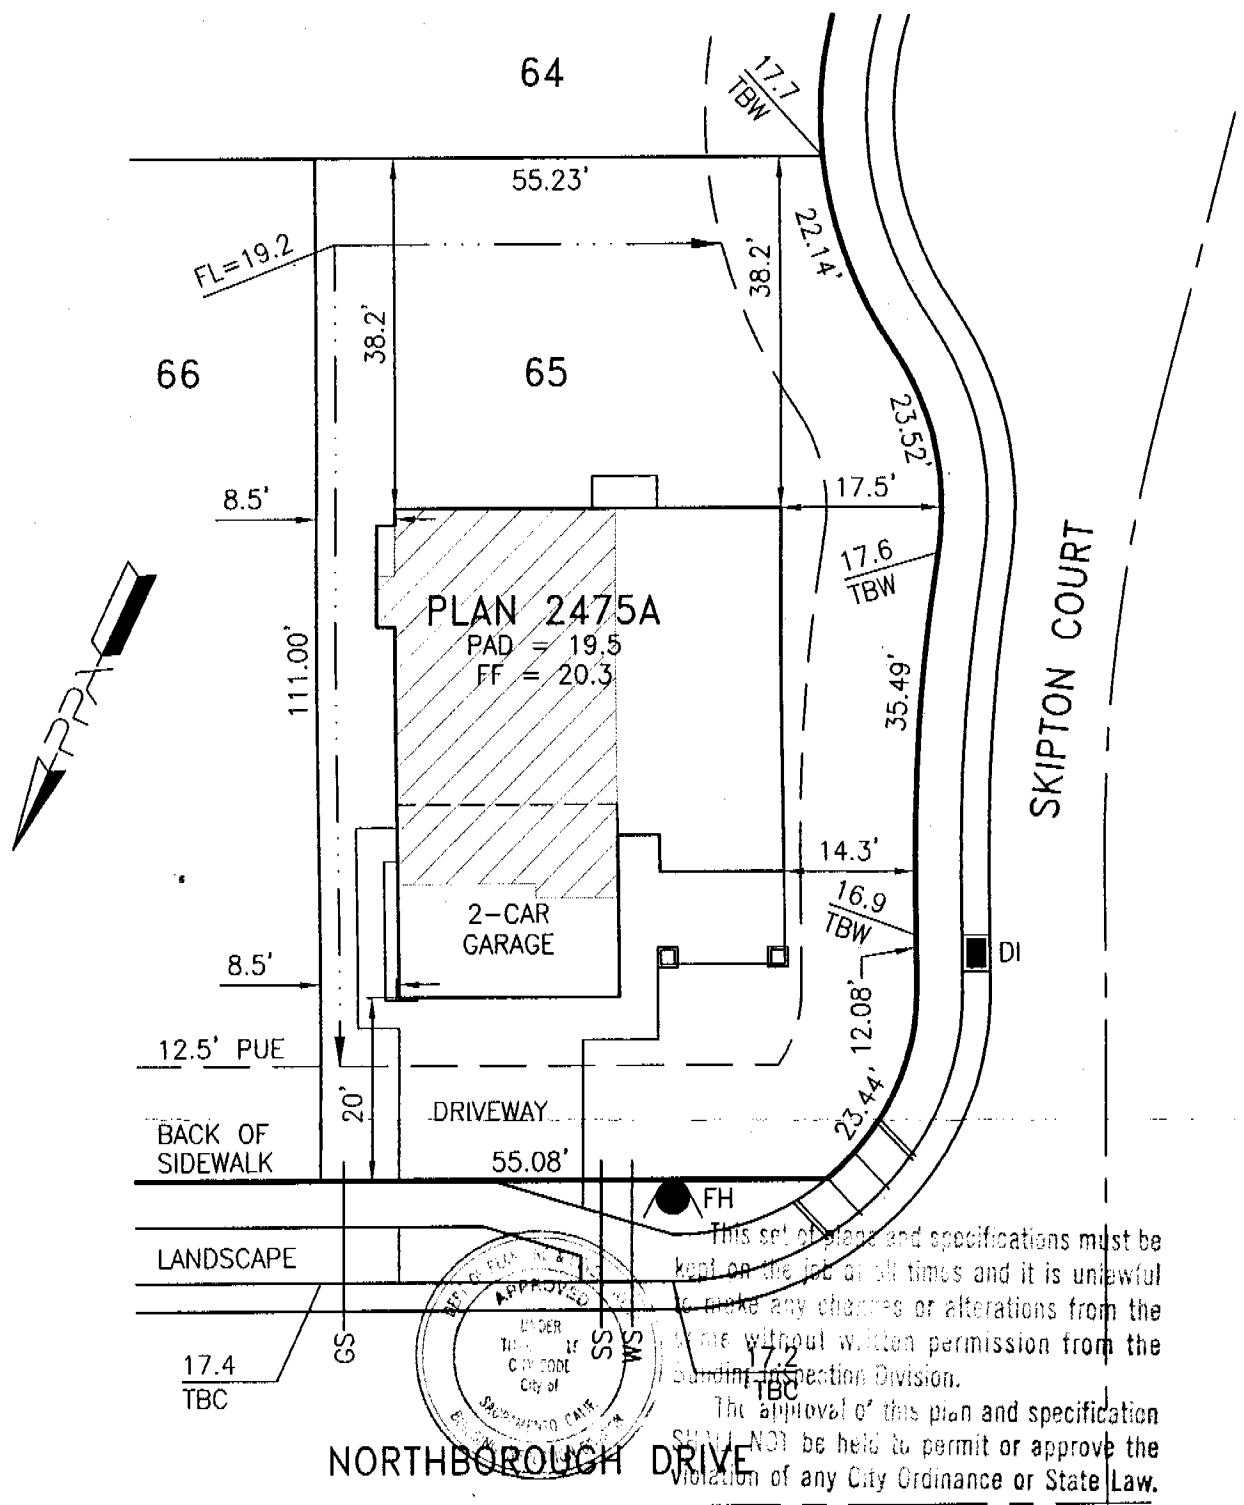 64
17.7
TBW
55.23'
22.14'
FL=19.2
38.2'
38.2'
66
65
23.52'
8.5'
17.5'
17.6
TBW
SKIPTON COURT
PLAN 2475A
PAD = 19.5
FF = 20.3
PPA
111.00'
35.49'
14.3'
16.9
TBW
2-CAR
GARAGE
DI
8.5'
12.08'
12.5' PUE
20'
DRIVEWAY
23.44'
BACK OF
SIDEWALK
55.08'
FH
LANDSCAPE
This set of plans and specifications must be
kept on the job at all times and it is unlawful
to make any changes or alterations from the
same without written permission from the
Building Inspection Division.
The approval of this plan and specification
SHALL NOT be held to permit or approve the
violation of any City Ordinance or State Law.
APPROVED
UNDER
CITY CODE
City of
SACRAMENTO CALIF.
GS
SS
WS
17.4
TBC
17.2
TBC
NORTHBOROUGH DRIVE